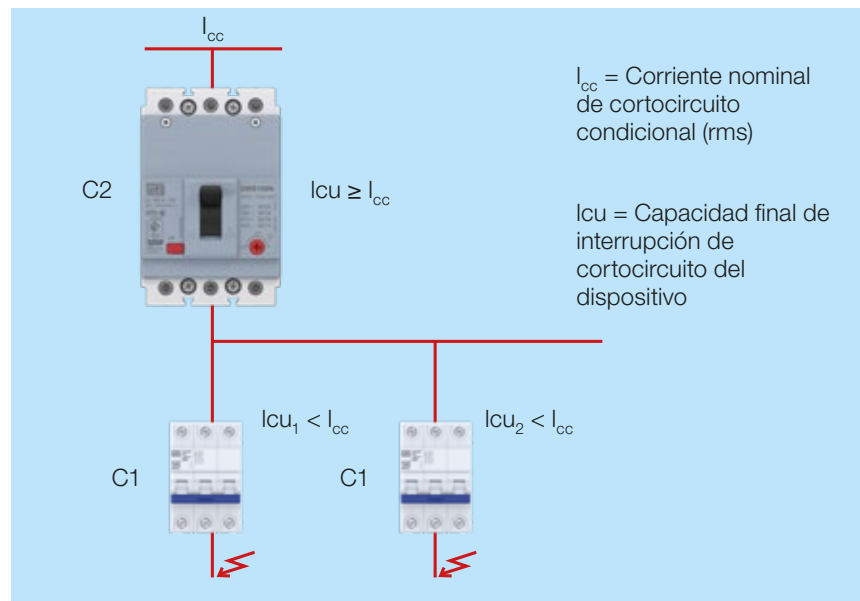 Icc
Icc = Corriente nominal
de cortocircuito
condicional (rms)
C2
Icu ≥ Icc
Icu = Capacidad final de
interrupción de
cortocircuito del
dispositivo
Icu1 < Icc
Icu2 < Icc
C1
C1